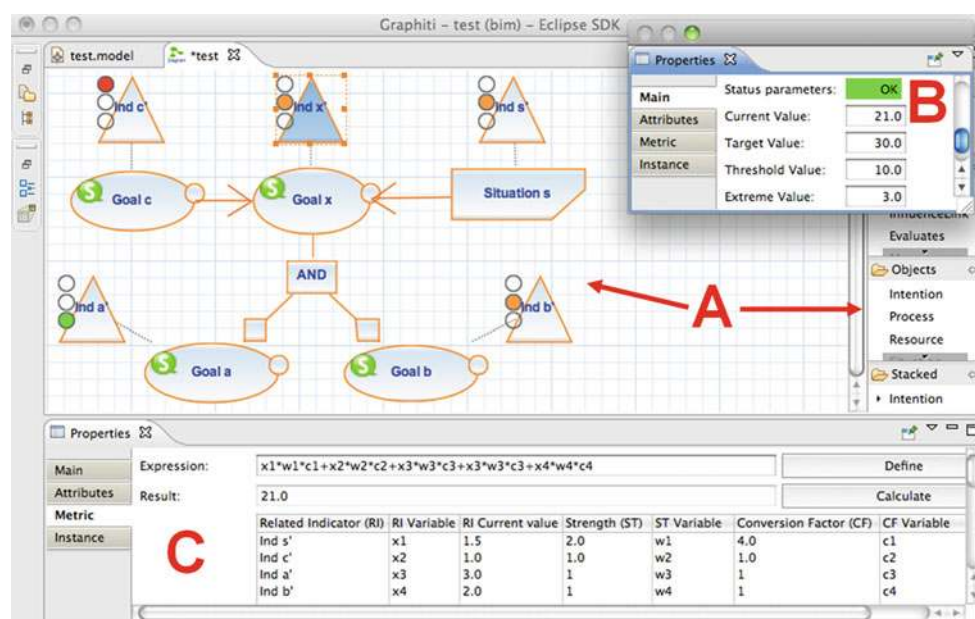 Graphiti – test (bim) – Eclipse SDK
test.model
*test
Ind c'
Ind x'
Ind s'
Goal c
Goal x
Situation s
AND
Ind a'
Ind b'
Goal a
Goal b
A
Properties
Main
Attributes
Metric
Instance
Status parameters: OK
Current Value: 21.0
Target Value: 30.0
Threshold Value: 10.0
Extreme Value: 3.0
B
InfluenceLink
Evaluates
Objects
Intention
Process
Resource
Stacked
Intention
Properties
Main
Attributes
Metric
Instance
C
Expression: x1*w1*c1+x2*w2*c2+x3*w3*c3+x3*w3*c3+x4*w4*c4 Define
Result: 21.0 Calculate
Related Indicator (RI) RI Variable RI Current value Strength (ST) ST Variable Conversion Factor (CF) CF Variable
Ind s' x1 1.5 2.0 w1 4.0 c1
Ind c' x2 1.0 1.0 w2 1.0 c2
Ind a' x3 3.0 1 w3 1 c3
Ind b' x4 2.0 1 w4 1 c4